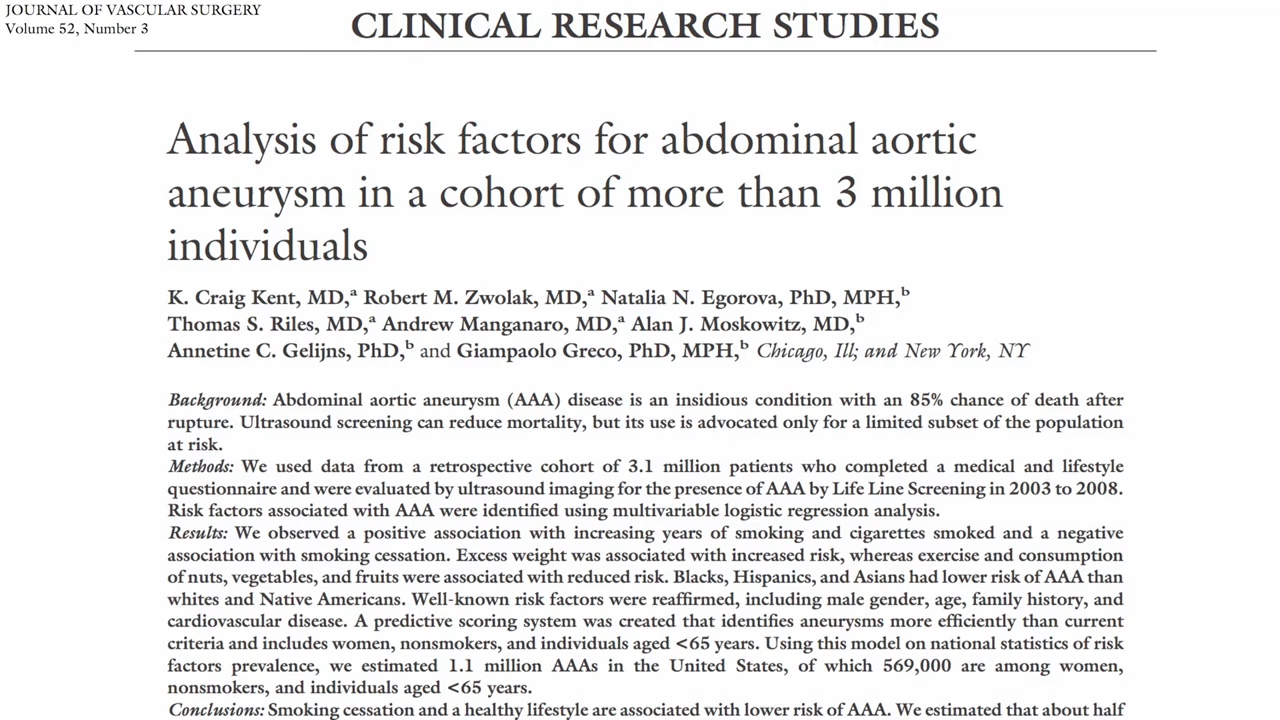 JOURNAL OF VASCULAR SURGERY
Volume 52, Number 3
CLINICAL RESEARCH STUDIES
Analysis of risk factors for abdominal aortic
aneurysm in a cohort of more than 3 million
individuals
K. Craig Kent, MD,ᵃ Robert M. Zwolak, MD,ᵃ Natalia N. Egorova, PhD, MPH,ᵇ
Thomas S. Riles, MD,ᵃ Andrew Manganaro, MD,ᵃ Alan J. Moskowitz, MD,ᵇ
Annetine C. Gelijns, PhD,ᵇ and Giampaolo Greco, PhD, MPH,ᵇ Chicago, Ill; and New York, NY
Background: Abdominal aortic aneurysm (AAA) disease is an insidious condition with an 85% chance of death after
rupture. Ultrasound screening can reduce mortality, but its use is advocated only for a limited subset of the population
at risk.
Methods: We used data from a retrospective cohort of 3.1 million patients who completed a medical and lifestyle
questionnaire and were evaluated by ultrasound imaging for the presence of AAA by Life Line Screening in 2003 to 2008.
Risk factors associated with AAA were identified using multivariable logistic regression analysis.
Results: We observed a positive association with increasing years of smoking and cigarettes smoked and a negative
association with smoking cessation. Excess weight was associated with increased risk, whereas exercise and consumption
of nuts, vegetables, and fruits were associated with reduced risk. Blacks, Hispanics, and Asians had lower risk of AAA than
whites and Native Americans. Well-known risk factors were reaffirmed, including male gender, age, family history, and
cardiovascular disease. A predictive scoring system was created that identifies aneurysms more efficiently than current
criteria and includes women, nonsmokers, and individuals aged <65 years. Using this model on national statistics of risk
factors prevalence, we estimated 1.1 million AAAs in the United States, of which 569,000 are among women,
nonsmokers, and individuals aged <65 years.
Conclusions: Smoking cessation and a healthy lifestyle are associated with lower risk of AAA. We estimated that about half